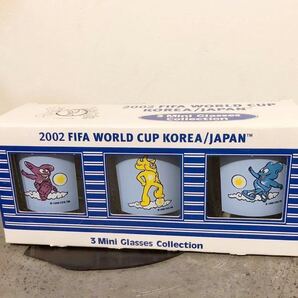 2002 FIFA WORLD CUP
KOREA/JAPAN™
3 Mini Glasses
Collection
2002 FIFA WORLD CUP KOREA/JAPAN™
3 Mini Glasses Collection